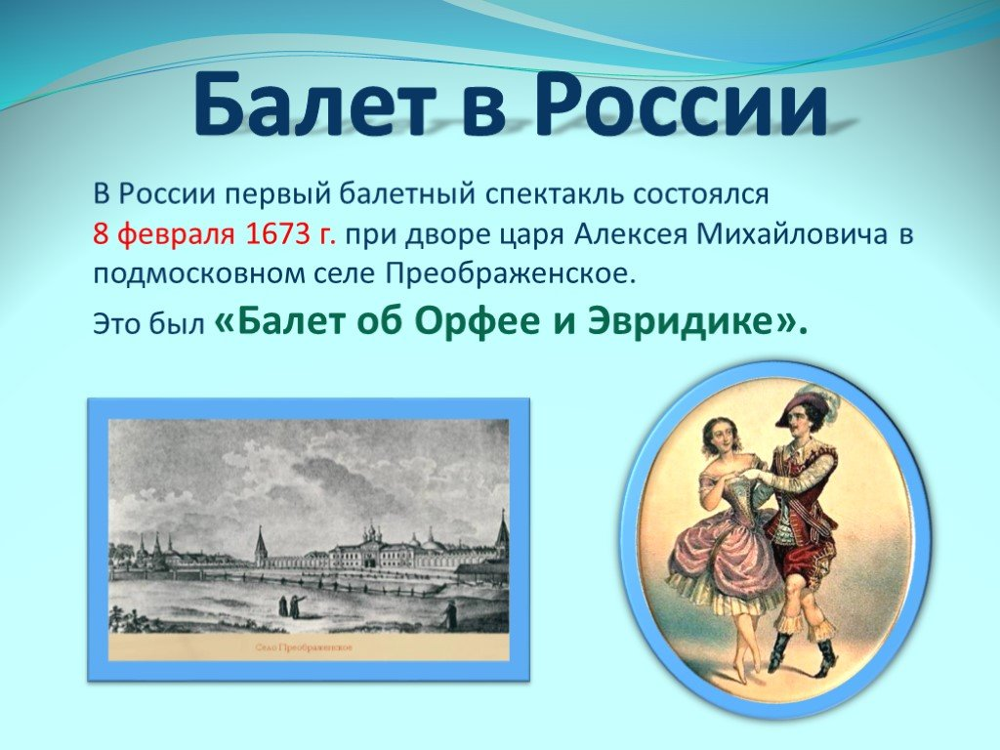 Балет в России
В России первый балетный спектакль состоялся
8 февраля 1673 г. при дворе царя Алексея Михайловича в
подмосковном селе Преображенское.
Это был «Балет об Орфее и Эвридике».
Село Преображенское